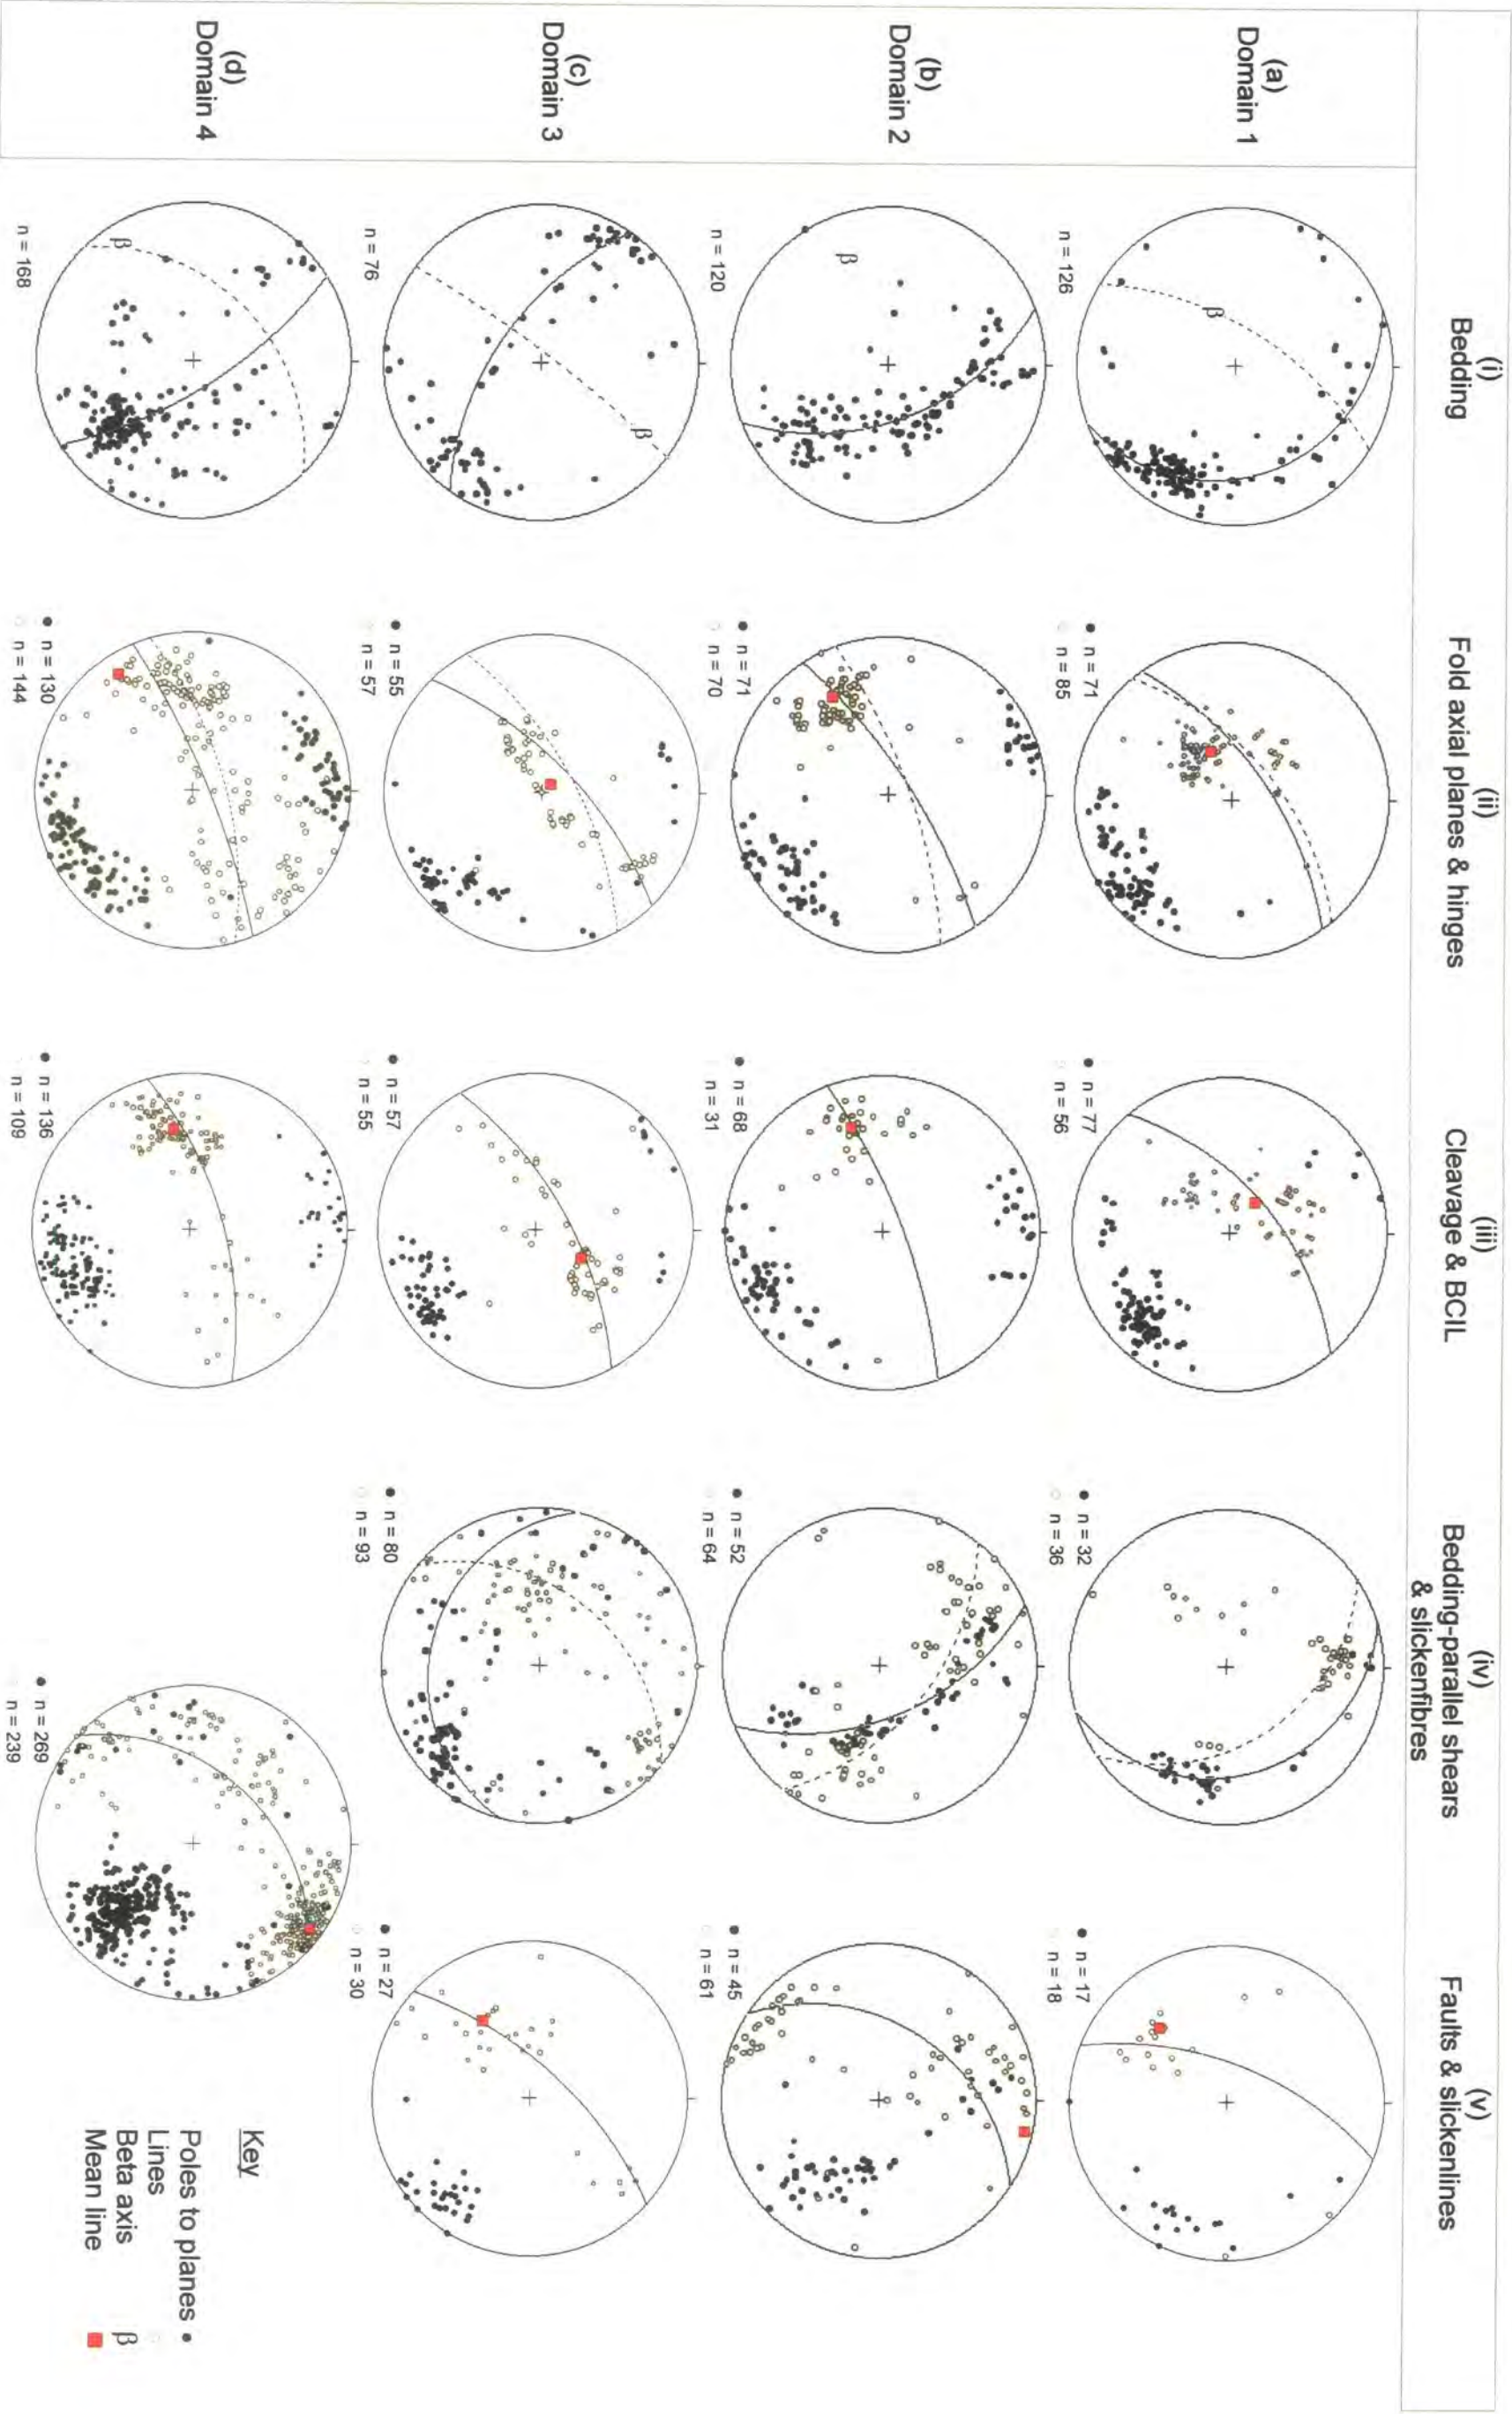 (i)
Bedding
(ii)
Fold axial planes & hinges
(iii)
Cleavage & BCIL
(iv)
Bedding-parallel shears
& slickenfibres
(v)
Faults & slickenlines
(a)
Domain 1
β
n = 126
● n = 71
○ n = 85
● n = 77
○ n = 56
● n = 32
○ n = 36
● n = 17
○ n = 18
(b)
Domain 2
β
n = 120
● n = 71
○ n = 70
● n = 68
○ n = 31
● n = 52
○ n = 64
● n = 45
○ n = 61
(c)
Domain 3
β
β
n = 76
● n = 55
○ n = 57
● n = 57
○ n = 55
● n = 80
○ n = 93
● n = 27
○ n = 30
(d)
Domain 4
β
n = 168
● n = 130
○ n = 144
● n = 136
○ n = 109
● n = 269
○ n = 239
Key
Poles to planes •
Lines ○
Beta axis β
Mean line ■